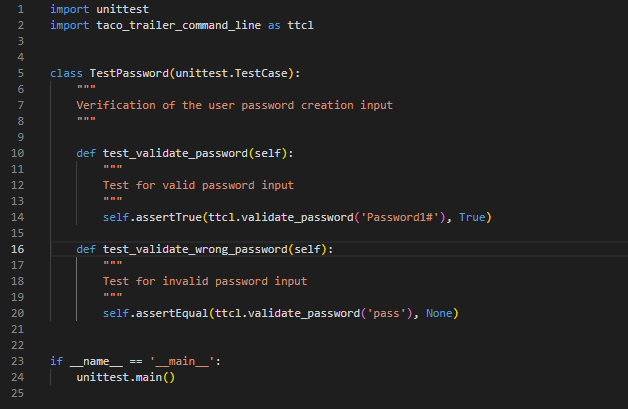 1 import unittest
2 import taco_trailer_command_line as ttcl
3
4
5 class TestPassword(unittest.TestCase):
6     """
7     Verification of the user password creation input
8     """
9
10     def test_validate_password(self):
11         """
12         Test for valid password input
13         """
14         self.assertTrue(ttcl.validate_password('Password1#'), True)
15
16     def test_validate_wrong_password(self):
17         """
18         Test for invalid password input
19         """
20         self.assertEqual(ttcl.validate_password('pass'), None)
21
22
23 if __name__ == '__main__':
24     unittest.main()
25